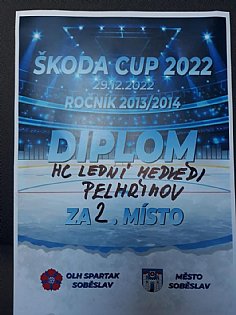 ŠKODA CUP 2022
29.12.2022
ROČNÍK 2013/2014
DIPLOM
HC LEDNÍ MEDVĚDI
PELHŘIMOV
ZA 2. MÍSTO
OLH SPARTAK
SOBĚSLAV
MĚSTO
SOBĚSLAV